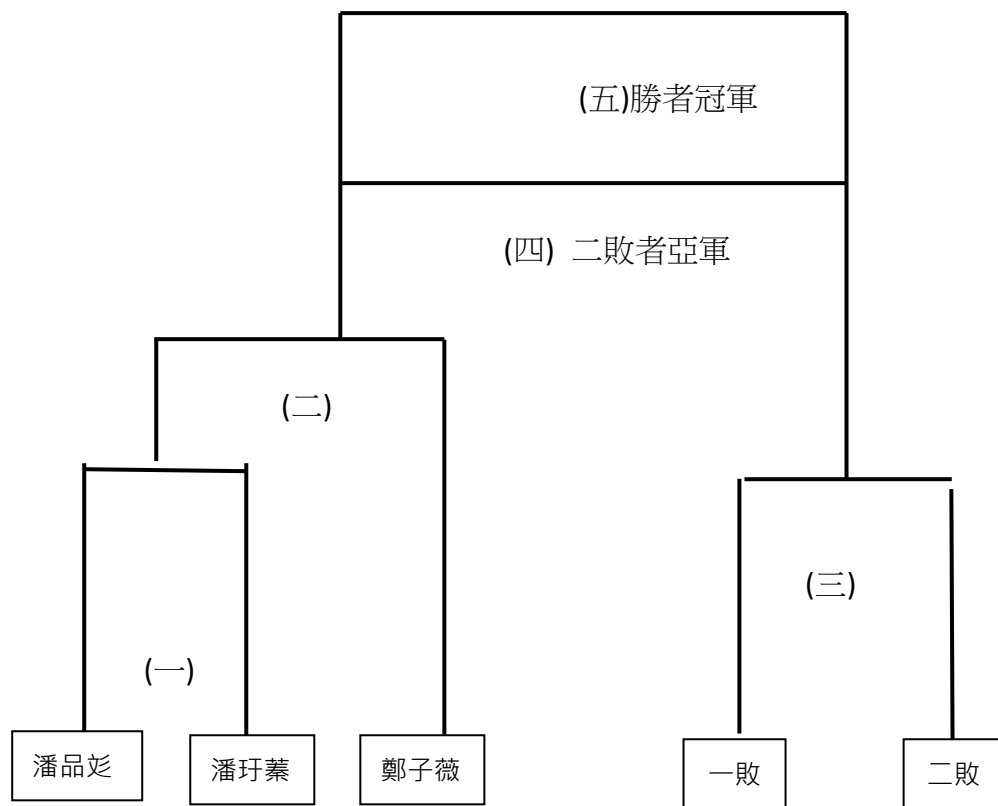 (五)勝者冠軍
(四) 二敗者亞軍
(二)
(三)
(一)
潘品彣
潘玗蓁
鄭子薇
一敗
二敗